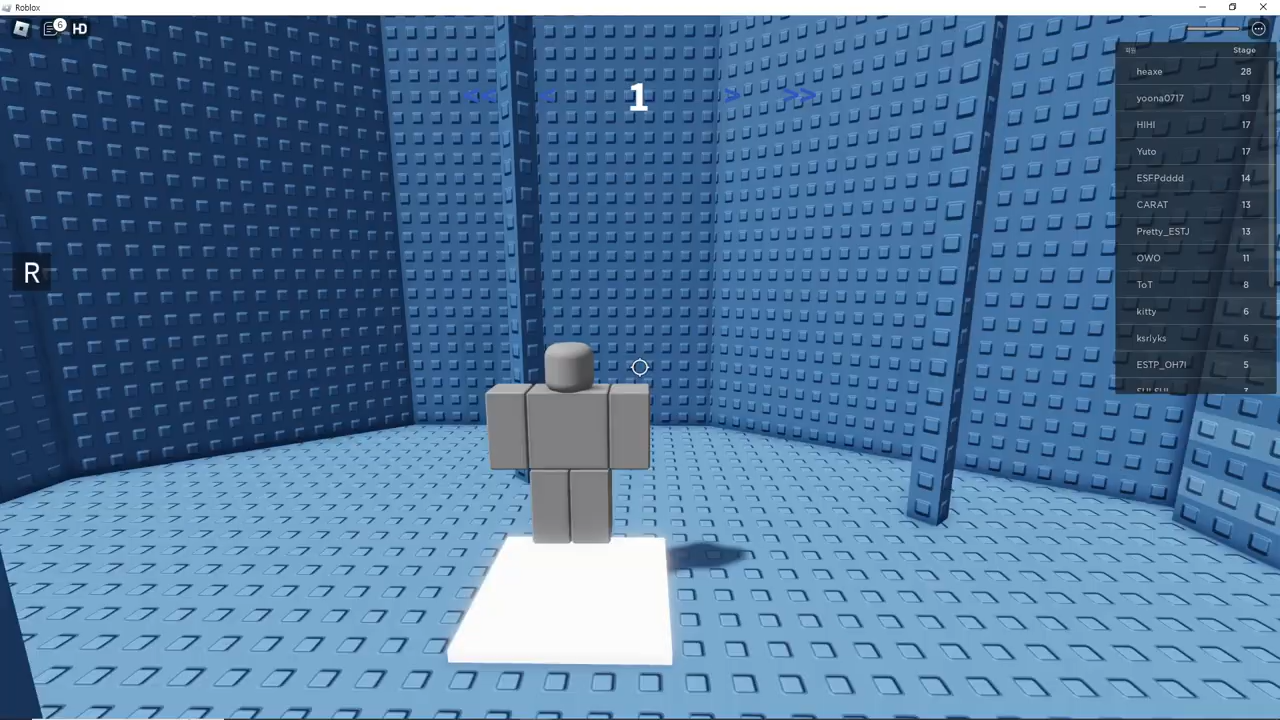 Roblox
6
HD
Stage
heaxe 28
<< < 1 > >>
yoona0717 19
HIHI 17
Yuto 17
ESFPdddd 14
CARAT 13
Pretty_ESTJ 13
OWO 11
R
ToT 8
kitty 6
ksrlyks 6
ESTP_OH7I 5